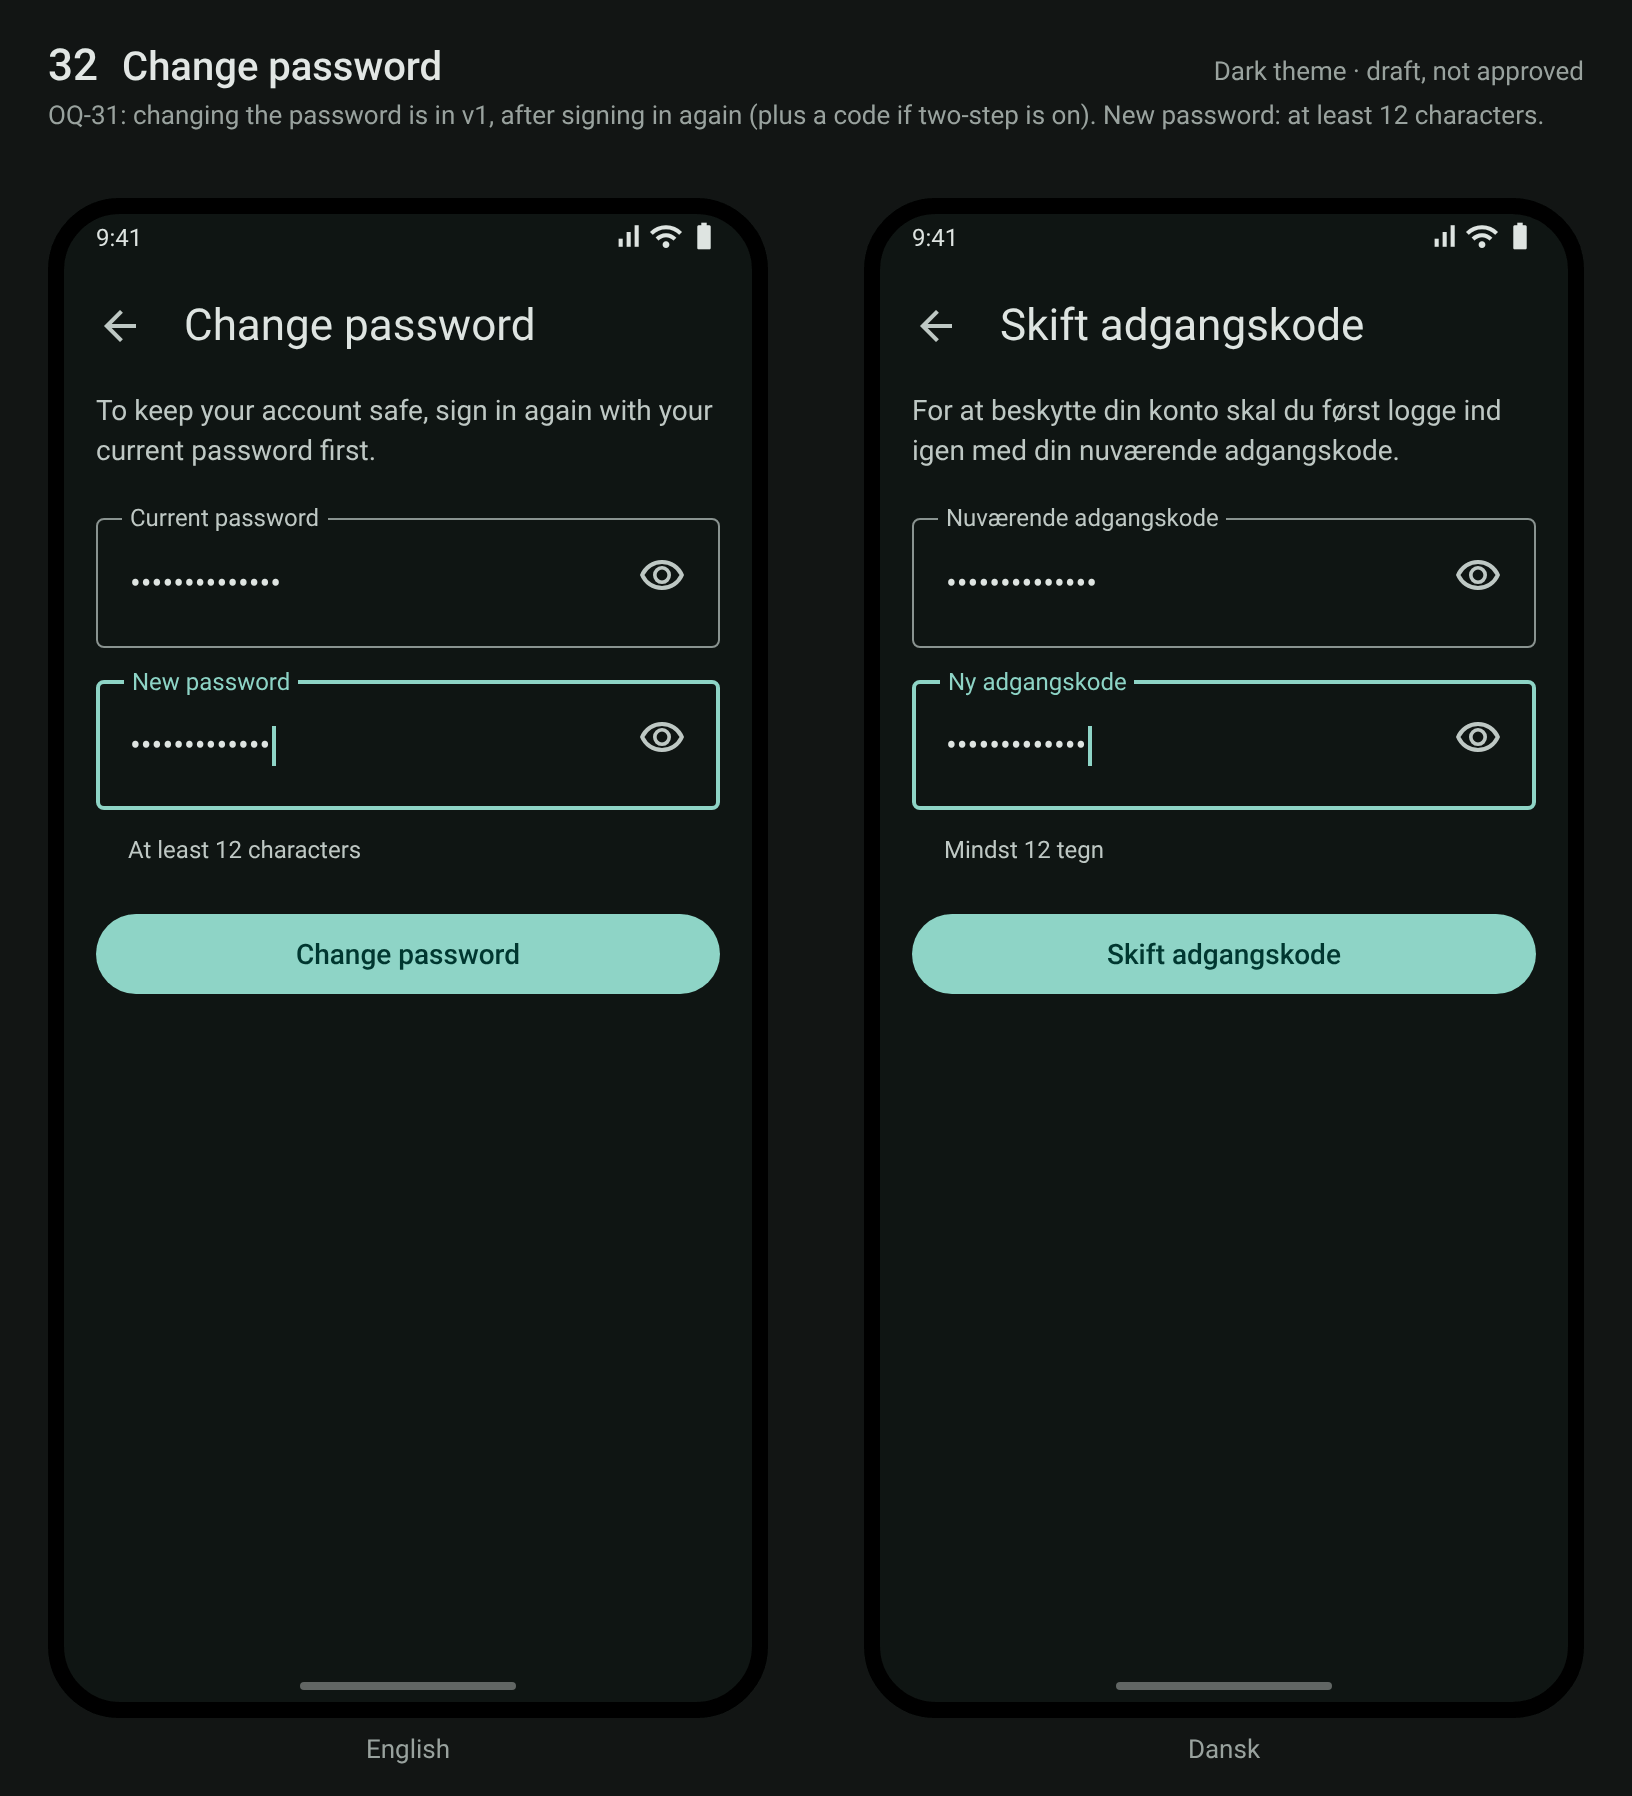 32 Change password
Dark theme · draft, not approved
OQ-31: changing the password is in v1, after signing in again (plus a code if two-step is on). New password: at least 12 characters.
9:41
Change password
To keep your account safe, sign in again with your
current password first.
Current password
••••••••••••••
New password
•••••••••••••
At least 12 characters
Change password
English
9:41
Skift adgangskode
For at beskytte din konto skal du først logge ind
igen med din nuværende adgangskode.
Nuværende adgangskode
••••••••••••••
Ny adgangskode
•••••••••••••
Mindst 12 tegn
Skift adgangskode
Dansk